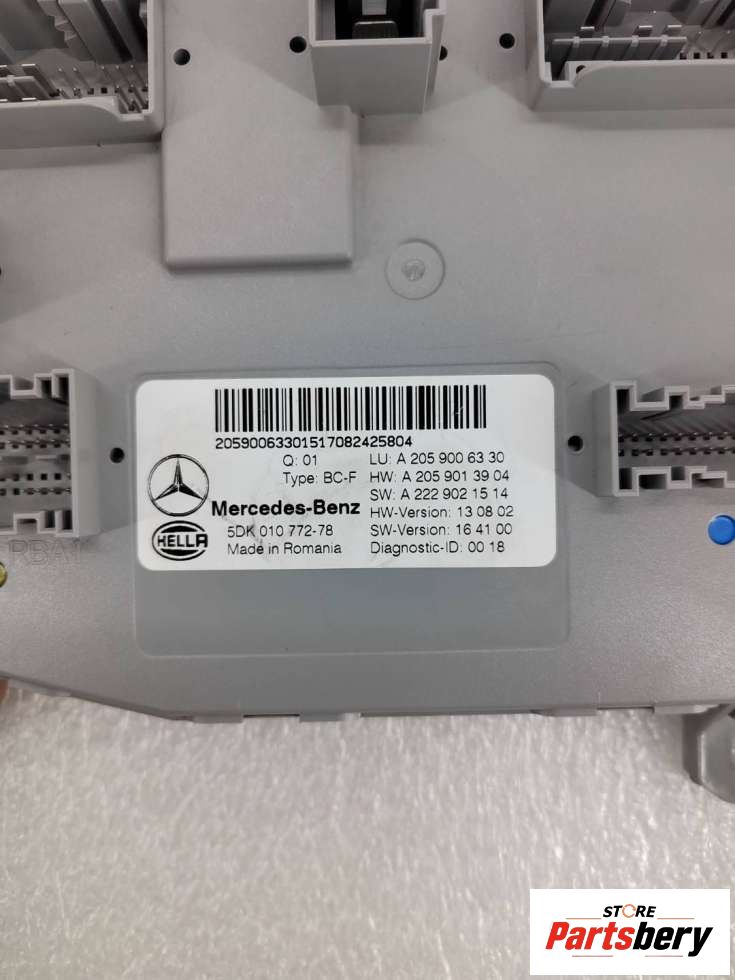 20590063301517082425804
Q: 01
LU: A 205 900 63 30
Type: BC-F
HW: A 205 901 39 04
SW: A 222 902 15 14
Mercedes-Benz
HW-Version: 13 08 02
HELLA
5DK 010 772-78
SW-Version: 16 41 00
Made in Romania
Diagnostic-ID: 00 18
STORE
Partsbery